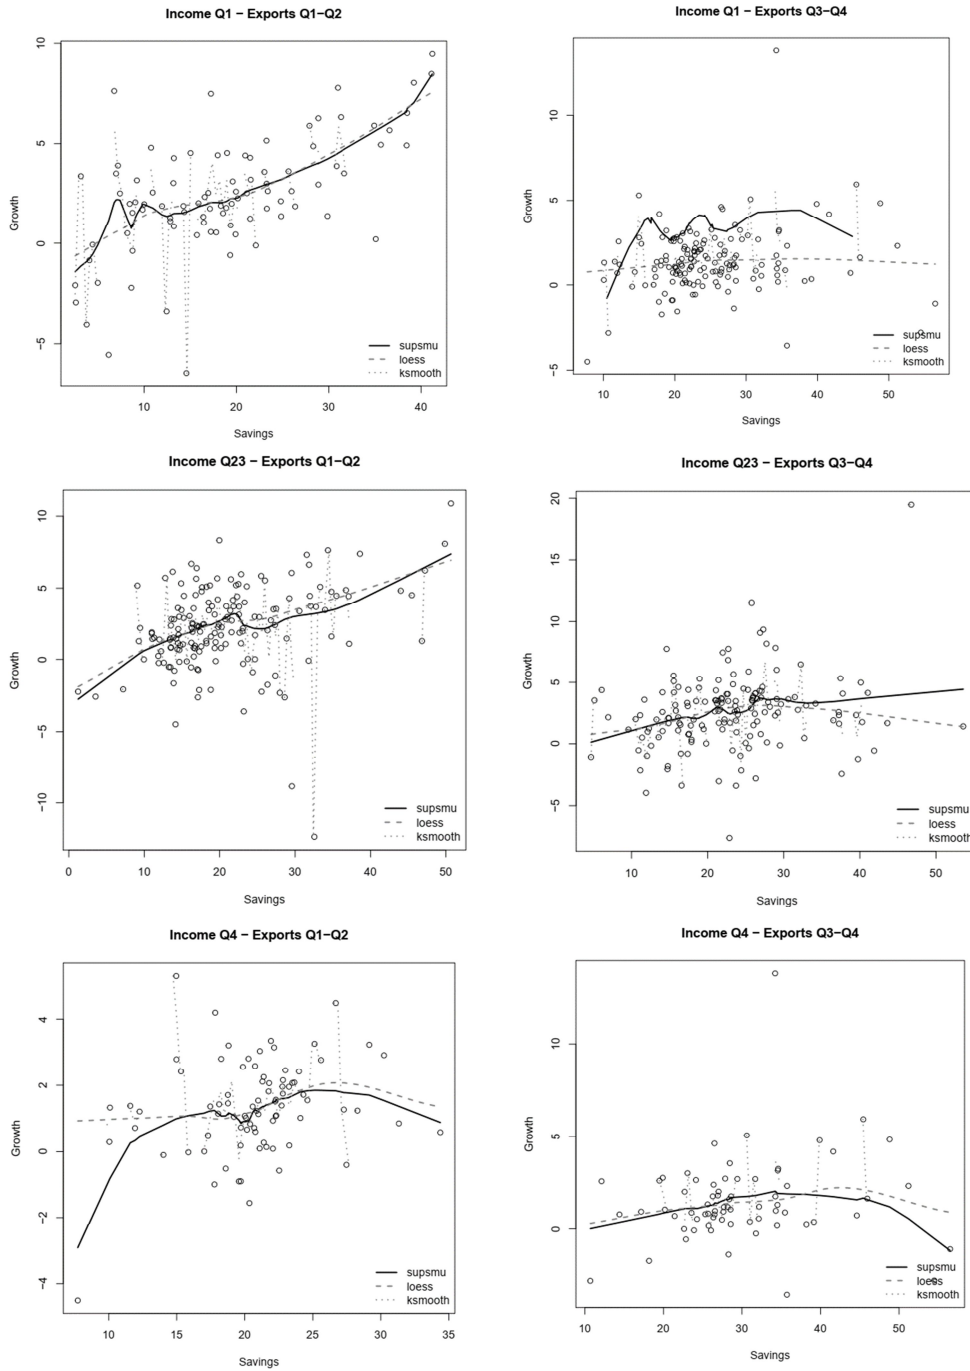 Income Q1 − Exports Q1−Q2
10
5
0
−5
Growth
supsmu
loess
ksmooth
10 20 30 40
Savings
Income Q1 − Exports Q3−Q4
10
5
0
−5
Growth
supsmu
loess
ksmooth
10 20 30 40 50
Savings
Income Q23 − Exports Q1−Q2
10
5
0
−5
−10
Growth
supsmu
loess
ksmooth
0 10 20 30 40 50
Savings
Income Q23 − Exports Q3−Q4
20
15
10
5
0
−5
Growth
supsmu
loess
ksmooth
10 20 30 40 50
Savings
Income Q4 − Exports Q1−Q2
4
2
0
−2
−4
Growth
supsmu
loess
ksmooth
10 15 20 25 30 35
Savings
Income Q4 − Exports Q3−Q4
10
5
0
Growth
supsmu
loess
ksmooth
10 20 30 40 50
Savings